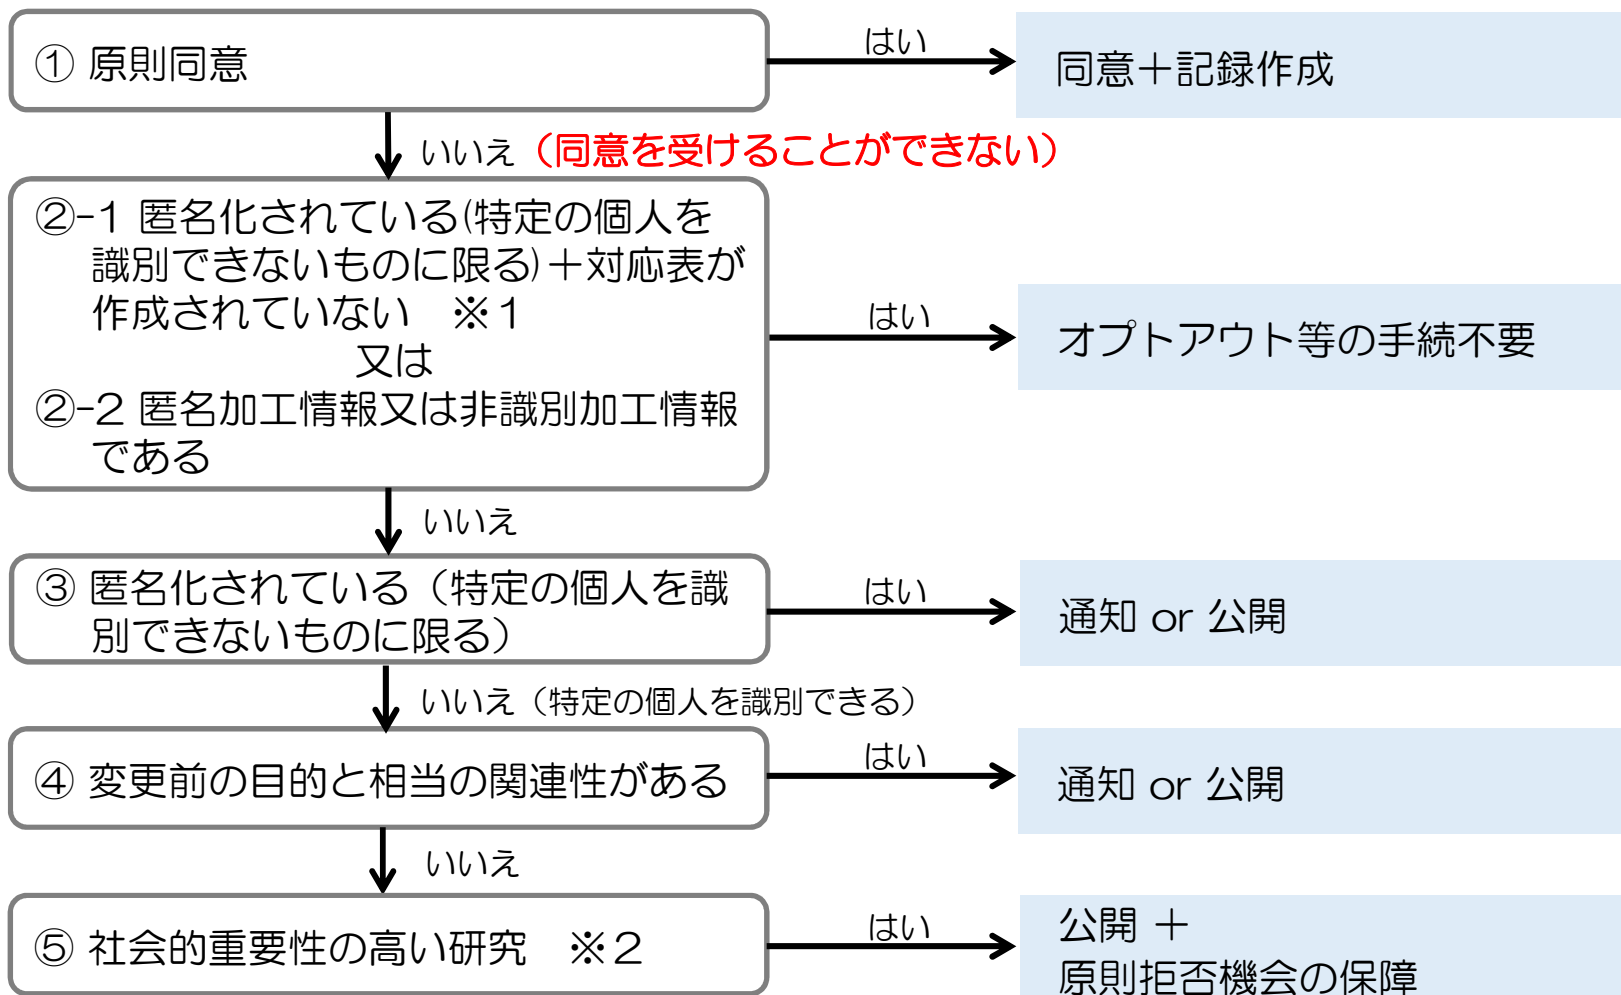 ① 原則同意
はい
同意＋記録作成
いいえ（同意を受けることができない）
②-1 匿名化されている(特定の個人を
識別できないものに限る)＋対応表が
作成されていない　※1
又は
②-2 匿名加工情報又は非識別加工情報
である
はい
オプトアウト等の手続不要
いいえ
③ 匿名化されている（特定の個人を識
別できないものに限る）
はい
通知 or 公開
いいえ（特定の個人を識別できる）
④ 変更前の目的と相当の関連性がある
はい
通知 or 公開
いいえ
⑤ 社会的重要性の高い研究　※2
はい
公開 ＋
原則拒否機会の保障